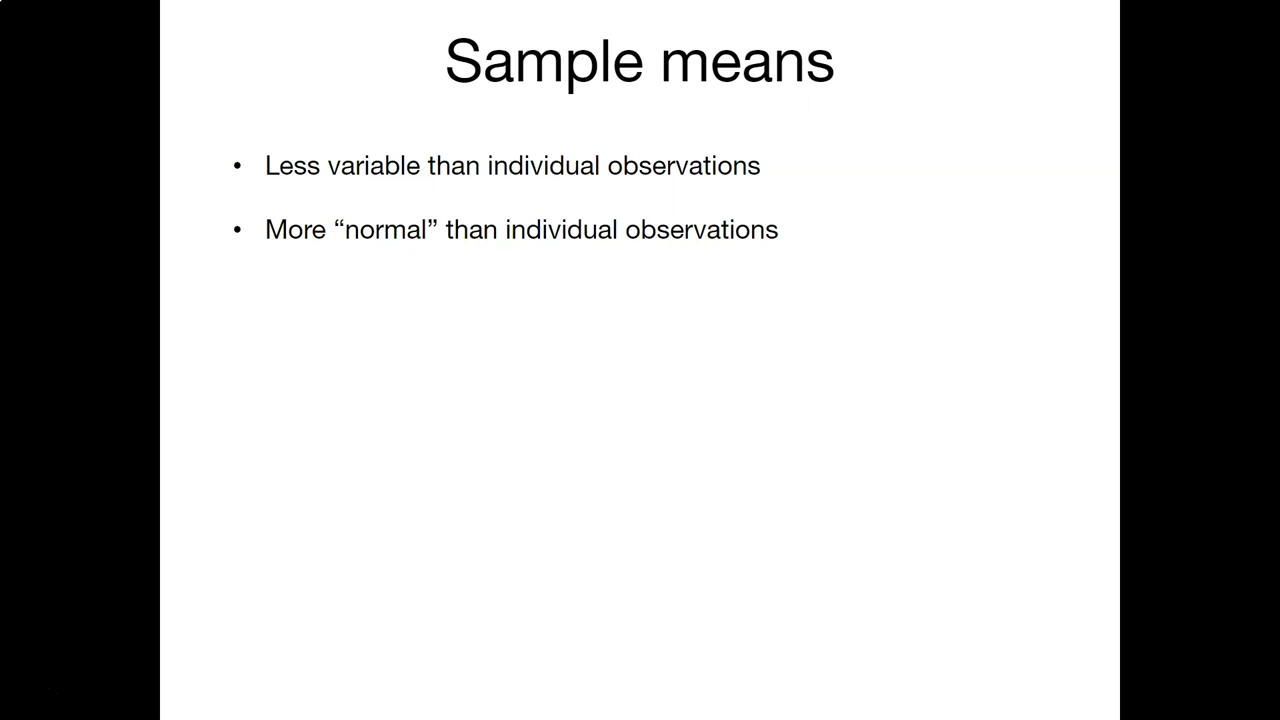 Sample means
• Less variable than individual observations
• More “normal” than individual observations